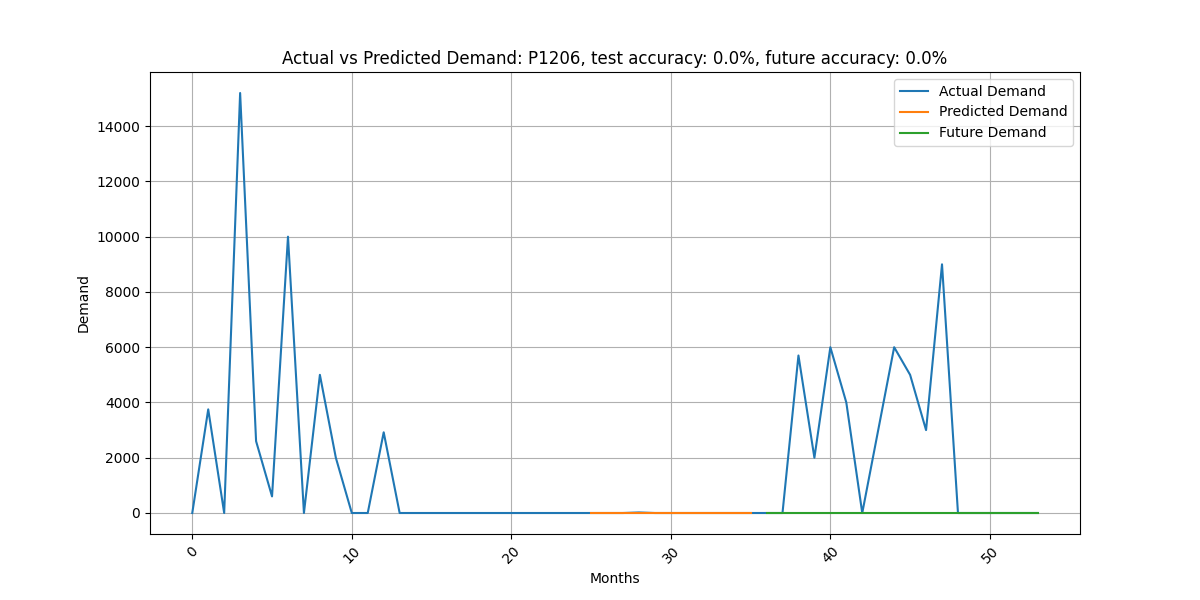 Actual vs Predicted Demand: P1206, test accuracy: 0.0%, future accuracy: 0.0%
Actual Demand
Predicted Demand
Future Demand
14000
12000
10000
8000
6000
4000
2000
0
Demand
0
10
20
30
40
50
Months